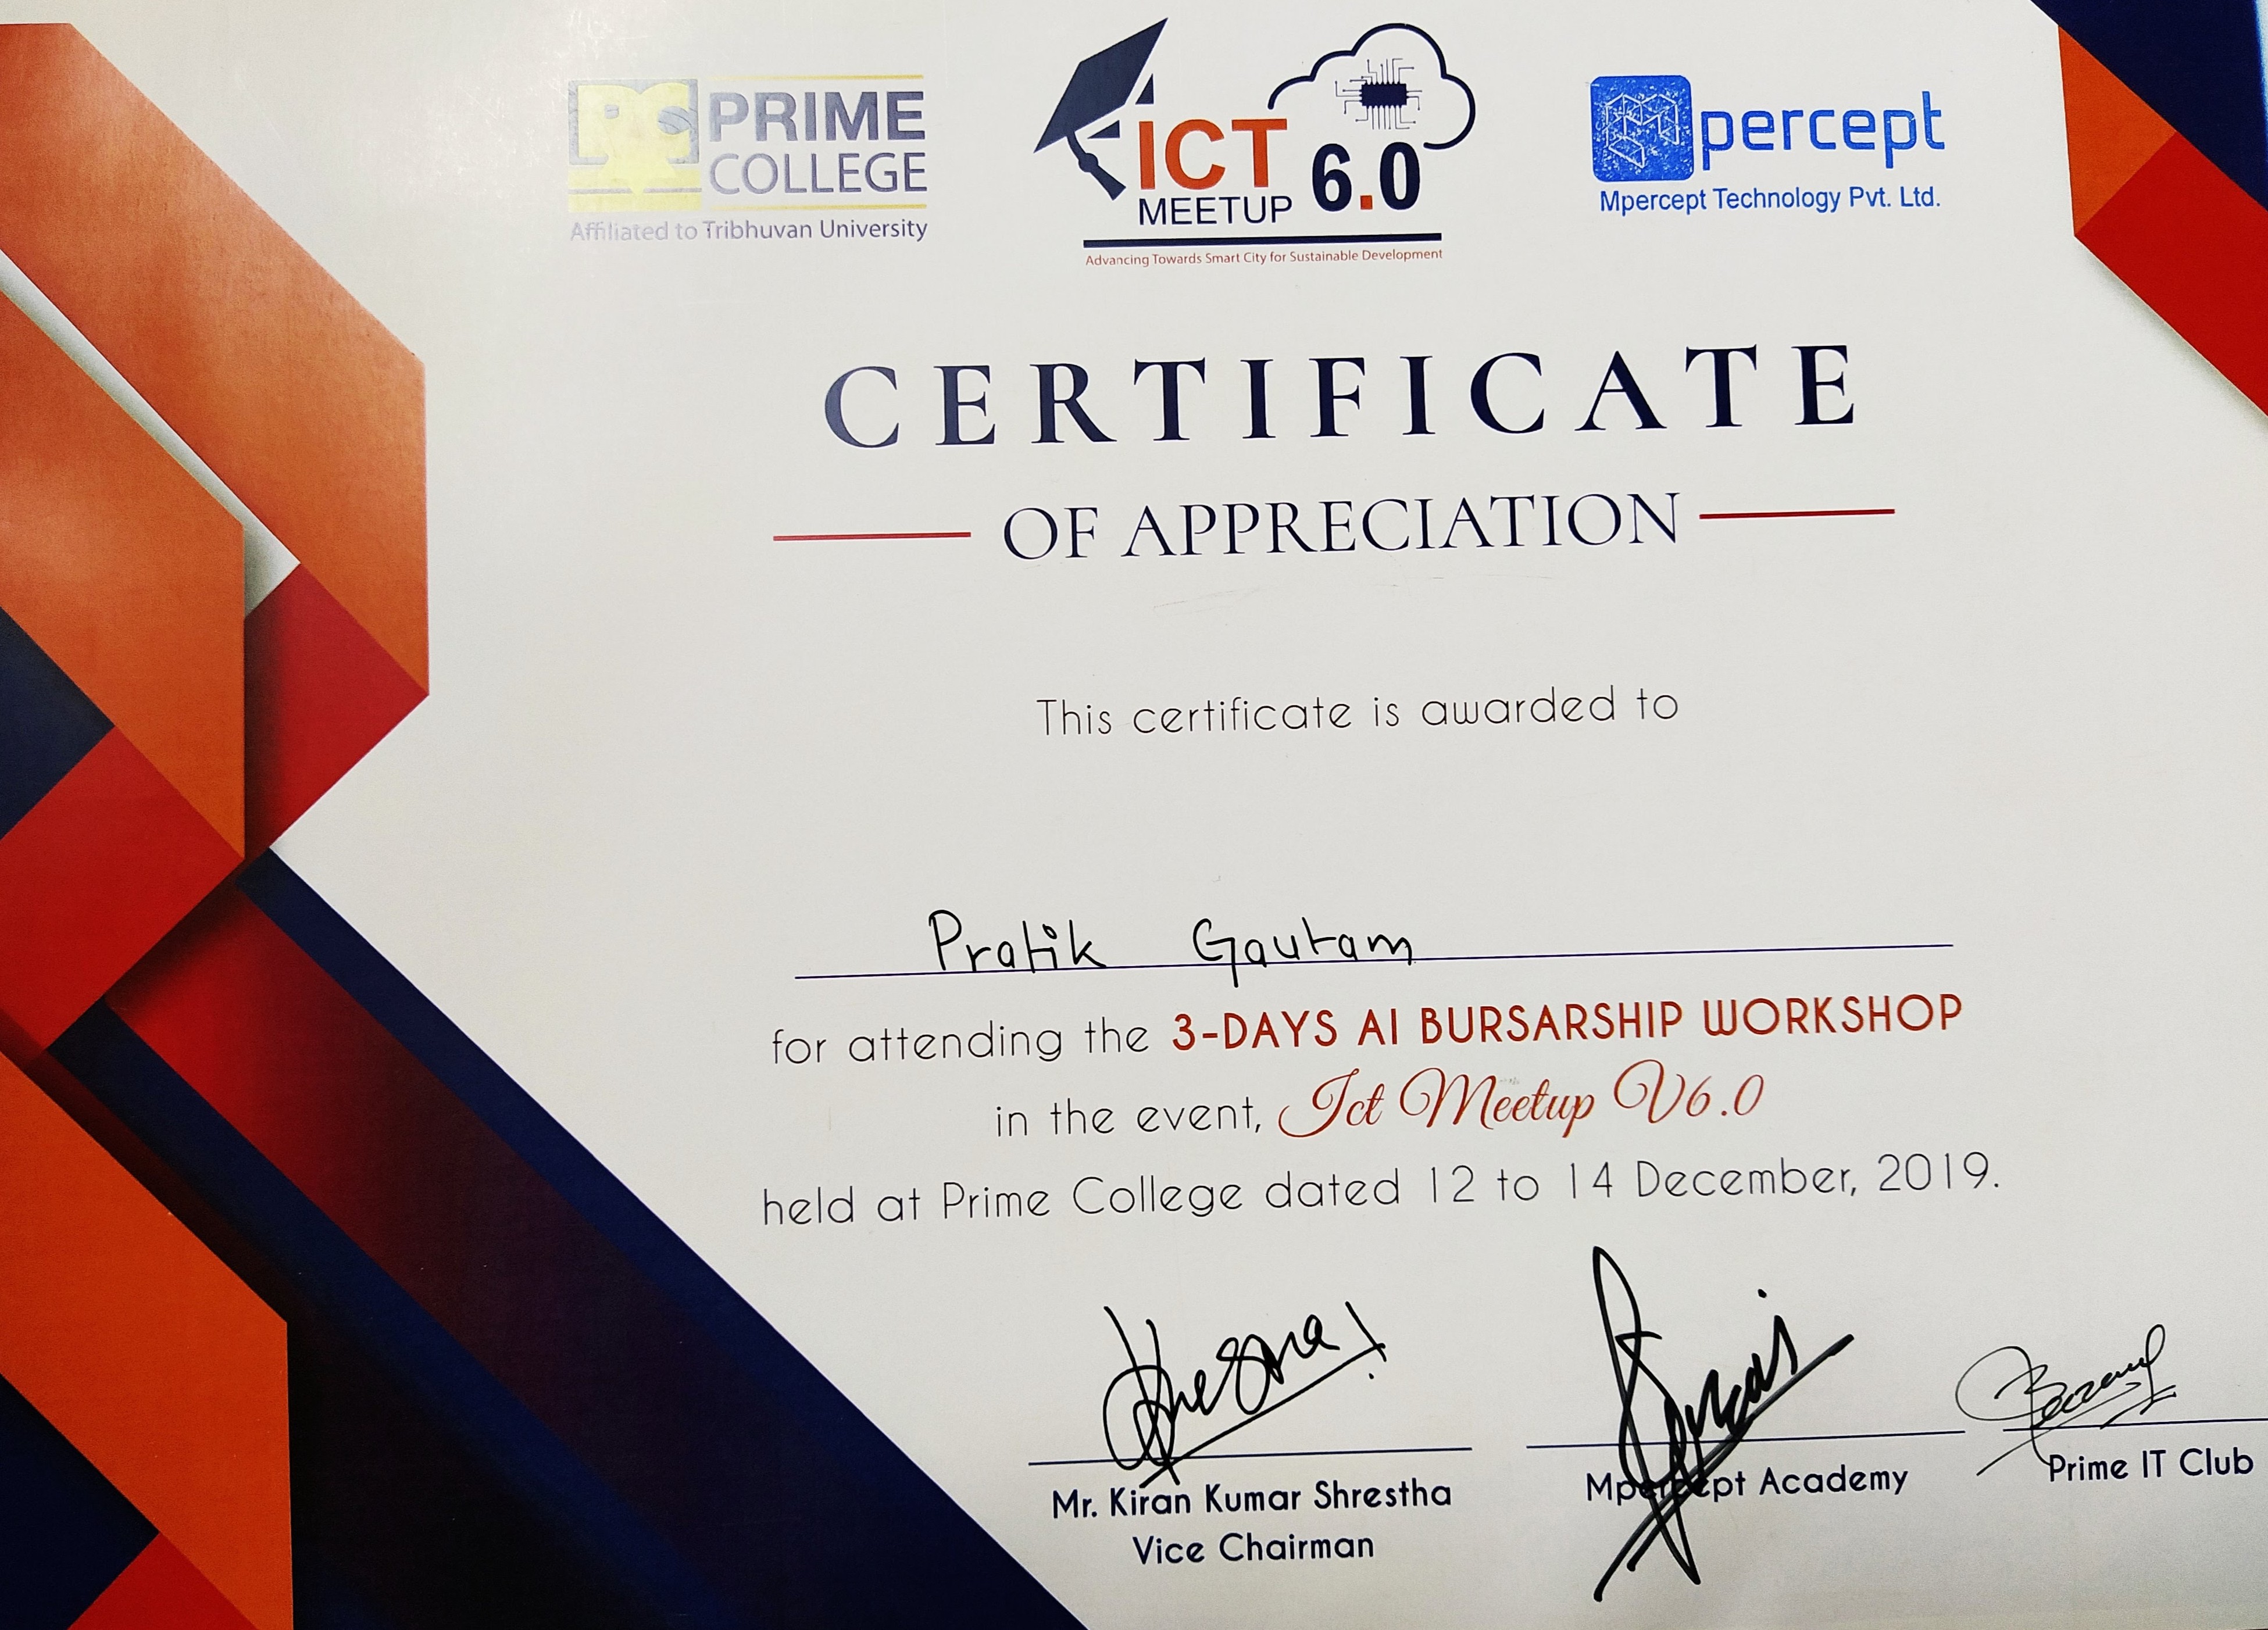 PC PRIME
COLLEGE
Affiliated to Tribhuvan University
ICT
MEETUP 6.0
Advancing Towards Smart City for Sustainable Development
M percept
Mpercept Technology Pvt. Ltd.
CERTIFICATE
OF APPRECIATION
This certificate is awarded to
Pratik Gautam
for attending the 3-DAYS AI BURSARSHIP WORKSHOP
in the event, Ict Meetup V6.0
held at Prime College dated 12 to 14 December, 2019.
Mr. Kiran Kumar Shrestha
Vice Chairman
Mpercept Academy
Prime IT Club